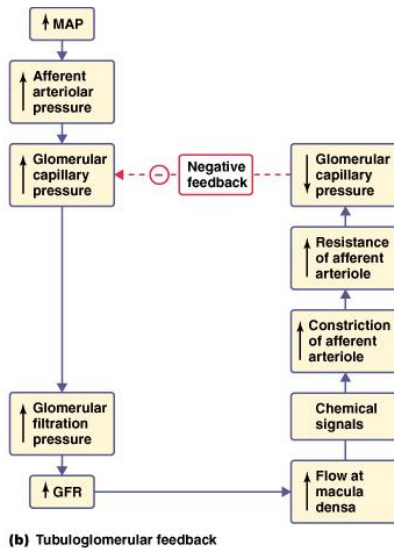 MAP
Afferent
arteriolar
pressure
Glomerular
capillary
pressure
Negative
feedback
Glomerular
capillary
pressure
Resistance
of afferent
arteriole
Constriction
of afferent
arteriole
Glomerular
filtration
pressure
Chemical
signals
GFR
Flow at
macula
densa
(b) Tubuloglomerular feedback